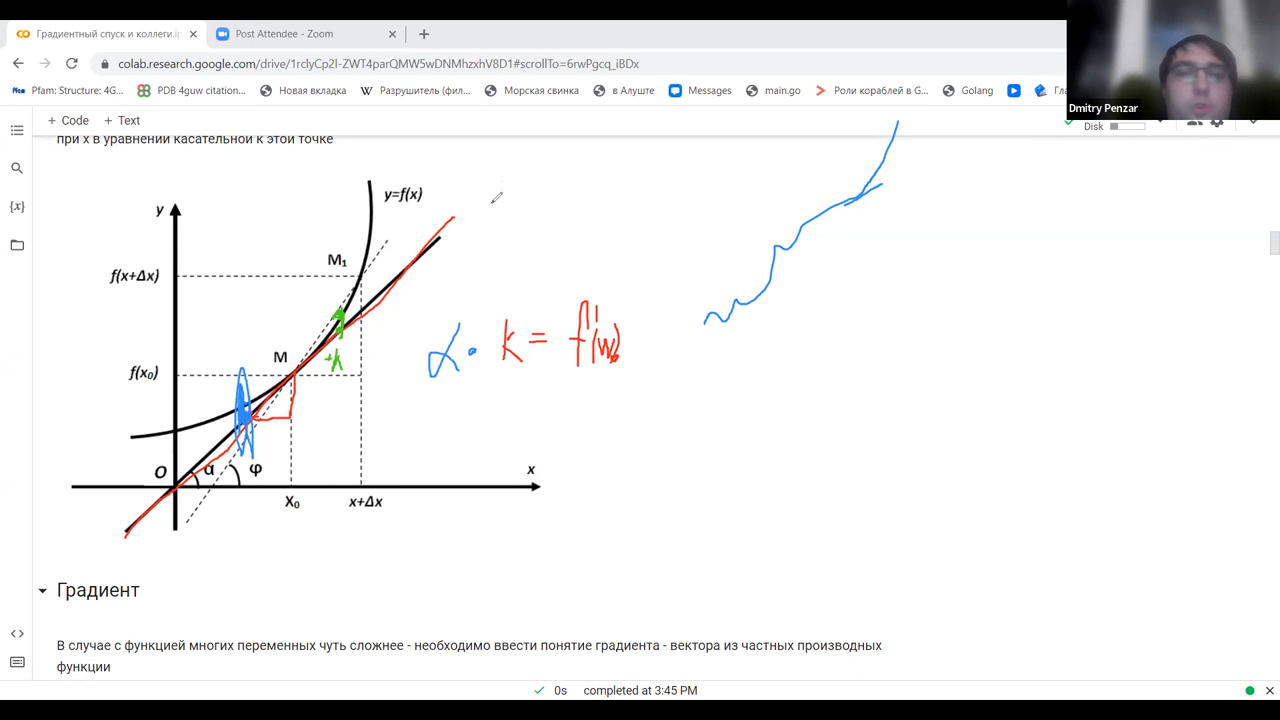 Градиентный спуск и коллеги.ip
Post Attendee - Zoom
colab.research.google.com/drive/1rclyCp2I-ZWT4parQMW5wDNMhzxhV8D1#scrollTo=6rwPgcq_iBDx
Pfam: Structure: 4G...
PDB 4guw citation...
Новая вкладка
Разрушитель (фил...
Морская свинка
в Алуште
Messages
main.go
Роли кораблей в G...
Golang
Dmitry Penzar
+ Code
+ Text
Disk
при x в уравнении касательной к этой точке
y
y=f(x)
M₁
f(x+Δx)
M
f(x₀)
+k
α · k = f'(x₀)
O
α
φ
x
X₀
x+Δx
Градиент
В случае с функцией многих переменных чуть сложнее - необходимо ввести понятие градиента - вектора из частных производных
функции
0s
completed at 3:45 PM